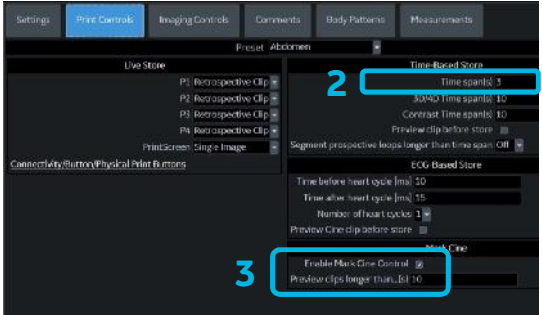 Settings Print Controls Imaging Controls Comments Body Patterns Measurements
Preset Abdomen
Live Store
P1 Retrospective Clip
P2 Retrospective Clip
P3 Retrospective Clip
P4 Retrospective Clip
PrintScreen Single Image
Connectivity/Button/Physical Print Buttons
Time-Based Store
2
Time span[s] 3
3D/4D Time span[s] 10
Contrast Time span[s] 10
Preview clip before store
Segment prospective loops longer than time span Off
ECG-Based Store
Time before heart cycle [ms] 10
Time after heart cycle [ms] 15
Number of heart cycles 1
Preview Cine clip before store
Mark Cine
3
Enable Mark Cine Control
Preview clips longer than...[s] 10